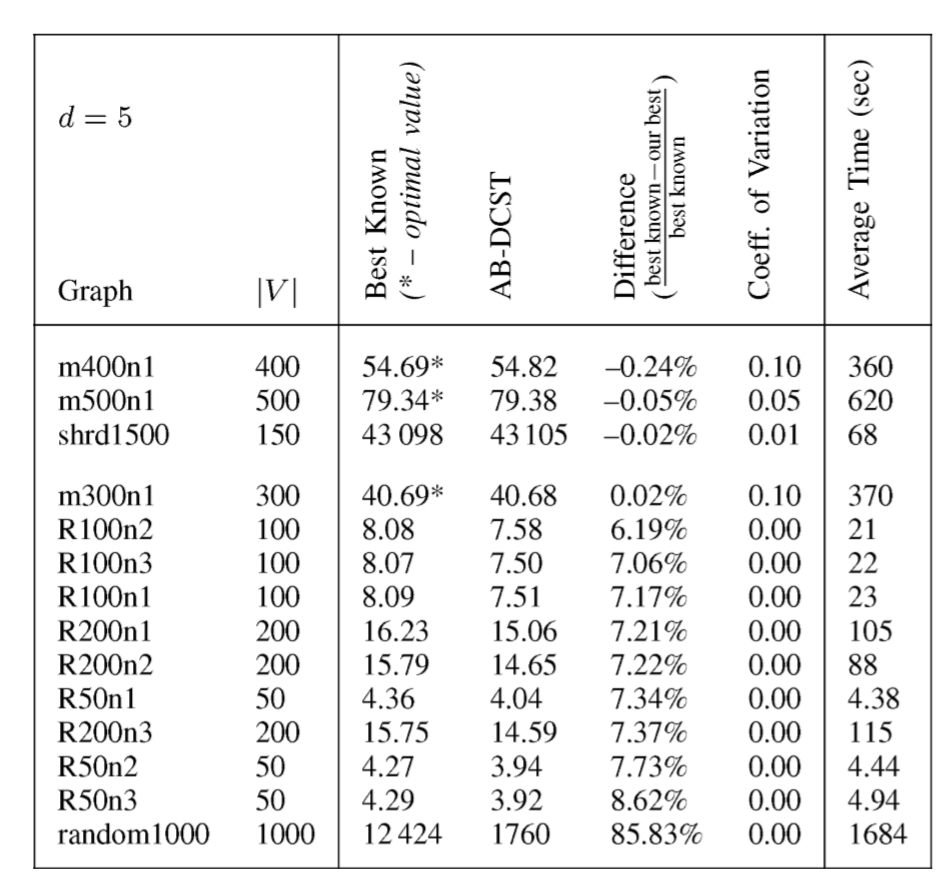 d = 5
Graph |V| Best Known (* – optimal value) AB-DCST Difference (best known−our best / best known) Coeff. of Variation Average Time (sec)
m400n1 400 54.69* 54.82 –0.24% 0.10 360
m500n1 500 79.34* 79.38 –0.05% 0.05 620
shrd1500 150 43 098 43 105 –0.02% 0.01 68
m300n1 300 40.69* 40.68 0.02% 0.10 370
R100n2 100 8.08 7.58 6.19% 0.00 21
R100n3 100 8.07 7.50 7.06% 0.00 22
R100n1 100 8.09 7.51 7.17% 0.00 23
R200n1 200 16.23 15.06 7.21% 0.00 105
R200n2 200 15.79 14.65 7.22% 0.00 88
R50n1 50 4.36 4.04 7.34% 0.00 4.38
R200n3 200 15.75 14.59 7.37% 0.00 115
R50n2 50 4.27 3.94 7.73% 0.00 4.44
R50n3 50 4.29 3.92 8.62% 0.00 4.94
random1000 1000 12 424 1760 85.83% 0.00 1684